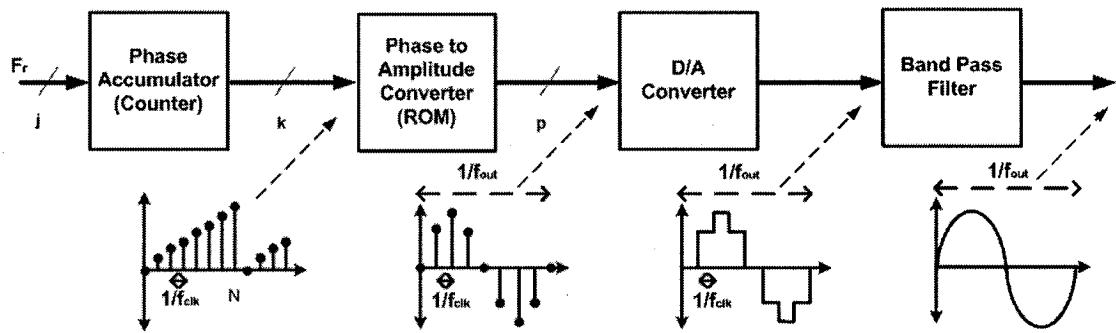 Fr
j
Phase
Accumulator
(Counter)
k
Phase to
Amplitude
Converter
(ROM)
p
D/A
Converter
Band Pass
Filter
1/fout
1/fout
1/fout
1/fclk
N
1/fclk
1/fclk